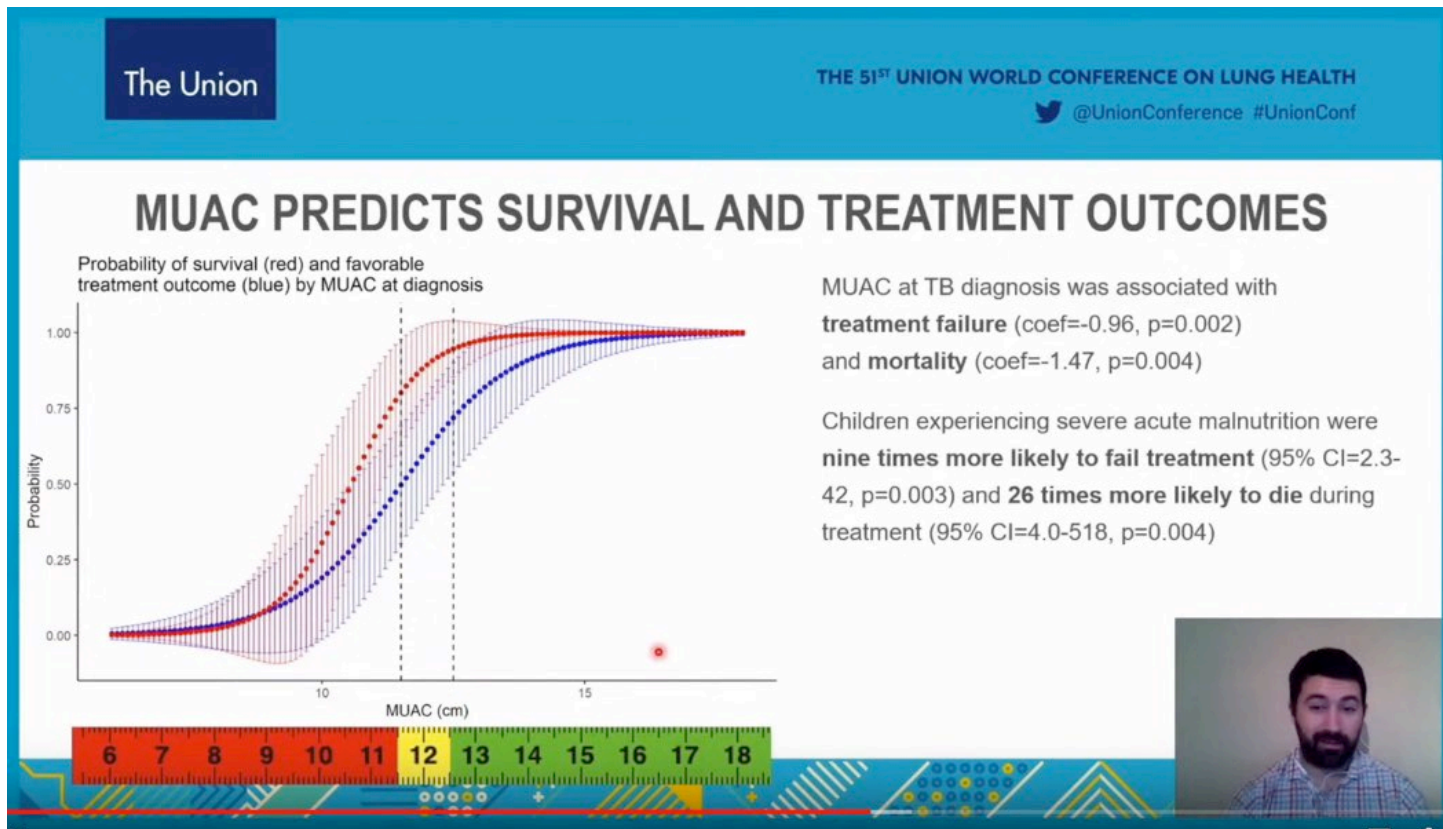 The Union
THE 51ST UNION WORLD CONFERENCE ON LUNG HEALTH
@UnionConference #UnionConf
MUAC PREDICTS SURVIVAL AND TREATMENT OUTCOMES
Probability of survival (red) and favorable
treatment outcome (blue) by MUAC at diagnosis
1.00
0.75
0.50
0.25
0.00
Probability
10 15
MUAC (cm)
6 7 8 9 10 11 12 13 14 15 16 17 18
MUAC at TB diagnosis was associated with
treatment failure (coef=-0.96, p=0.002)
and mortality (coef=-1.47, p=0.004)
Children experiencing severe acute malnutrition were
nine times more likely to fail treatment (95% CI=2.3-
42, p=0.003) and 26 times more likely to die during
treatment (95% CI=4.0-518, p=0.004)